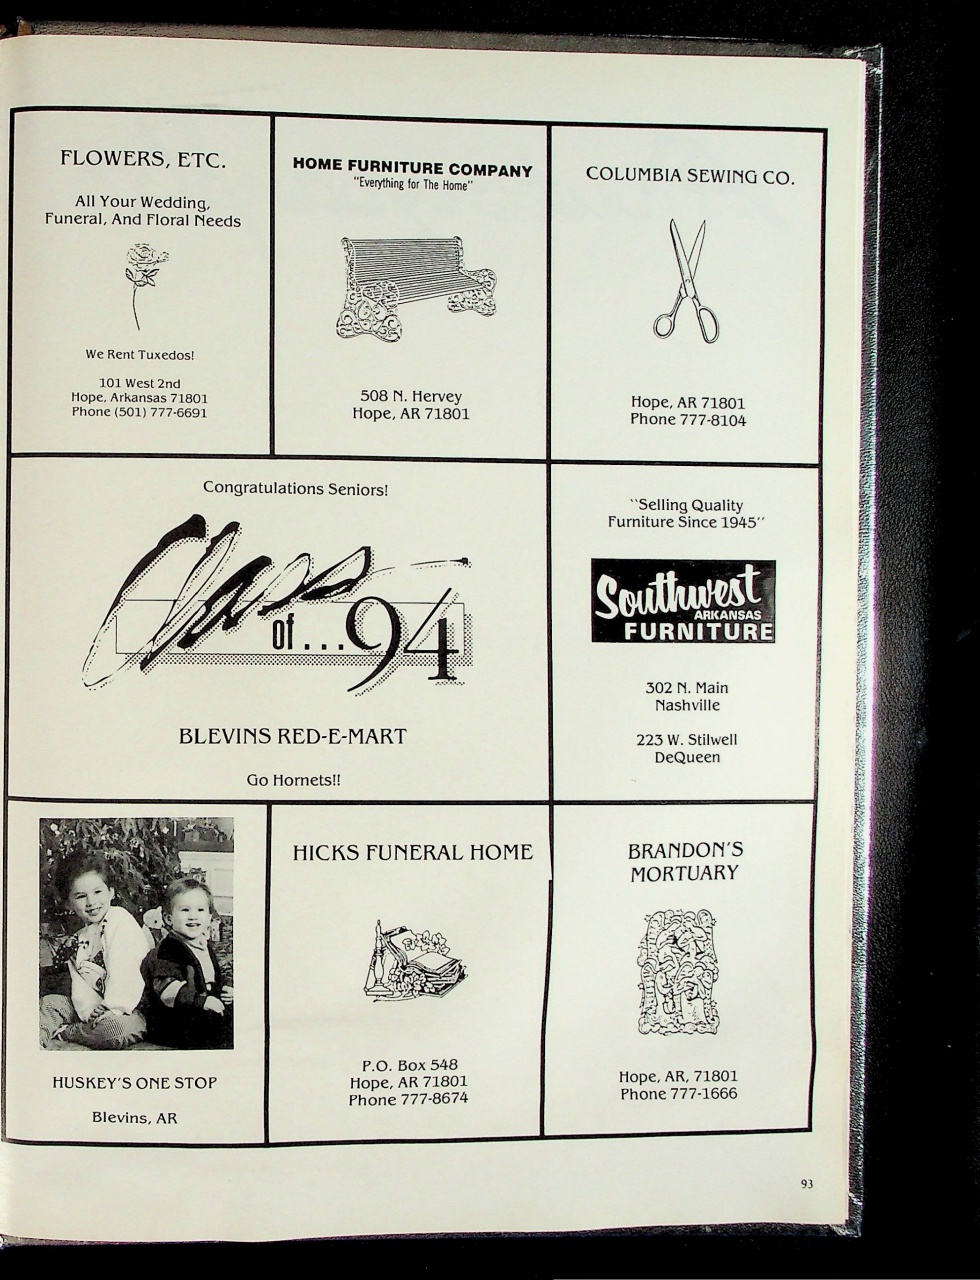 FLOWERS, ETC.
All Your Wedding,
Funeral, And Floral Needs
We Rent Tuxedos!
101 West 2nd
Hope, Arkansas 71801
Phone (501) 777-6691
HOME FURNITURE COMPANY
"Everything for The Home"
508 N. Hervey
Hope, AR 71801
COLUMBIA SEWING CO.
Hope, AR 71801
Phone 777-8104
Congratulations Seniors!
Class
of...94
BLEVINS RED-E-MART
Go Hornets!!
"Selling Quality
Furniture Since 1945"
Southwest
ARKANSAS
FURNITURE
302 N. Main
Nashville
223 W. Stilwell
DeQueen
HUSKEY'S ONE STOP
Blevins, AR
HICKS FUNERAL HOME
P.O. Box 548
Hope, AR 71801
Phone 777-8674
BRANDON'S
MORTUARY
Hope, AR, 71801
Phone 777-1666
93